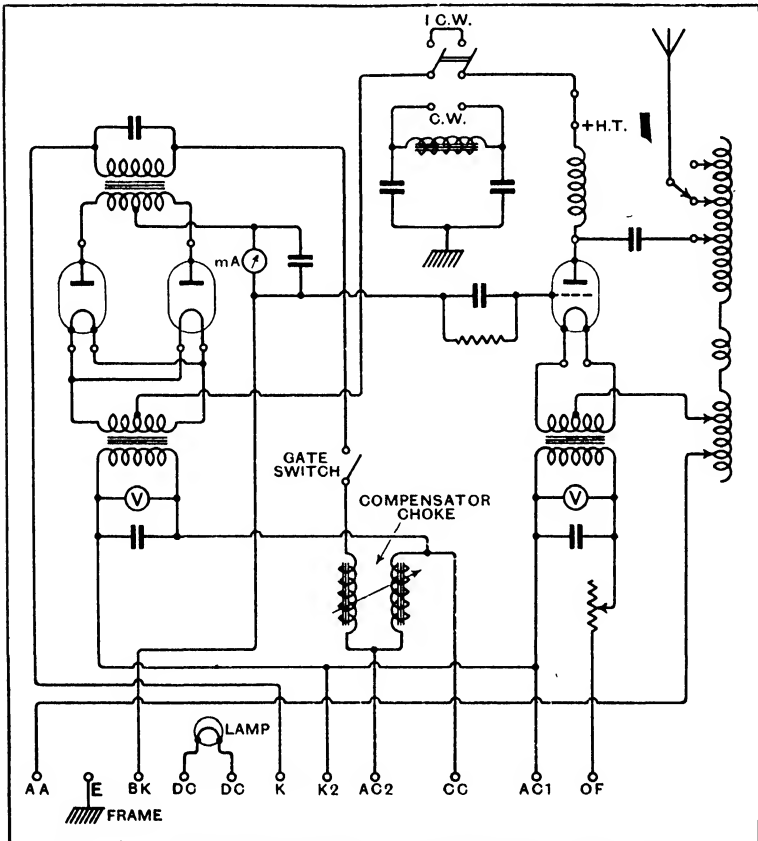 I C.W.
C.W.
+H.T.
mA
GATE
SWITCH
COMPENSATOR
CHOKE
V
V
LAMP
AA
E
BK
DC
DC
K
K2
AC2
CC
AC1
OF
FRAME